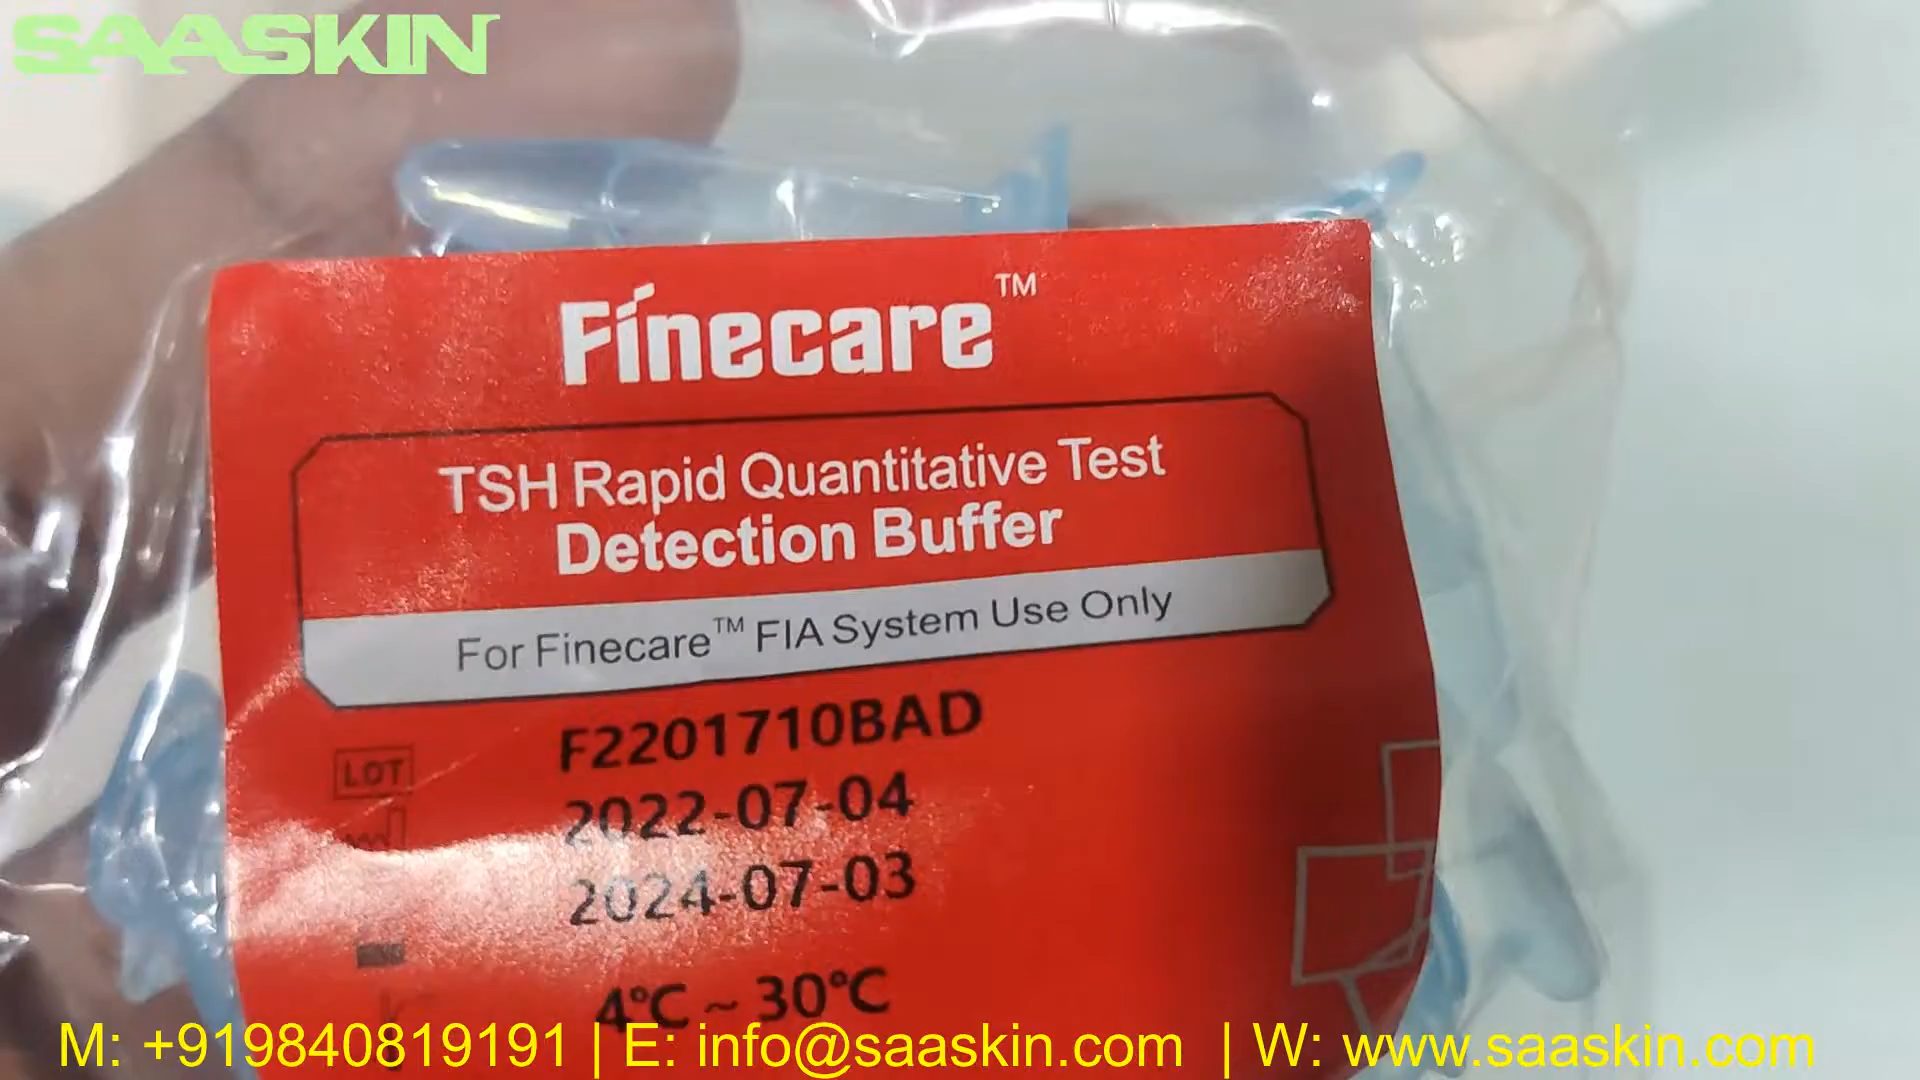 SAASKIN
Finecare™
TSH Rapid Quantitative Test
Detection Buffer
For Finecare™ FIA System Use Only
LOT F2201710BAD
2022-07-04
2024-07-03
4°C ~ 30°C
M: +919840819191 | E: info@saaskin.com | W: www.saaskin.com